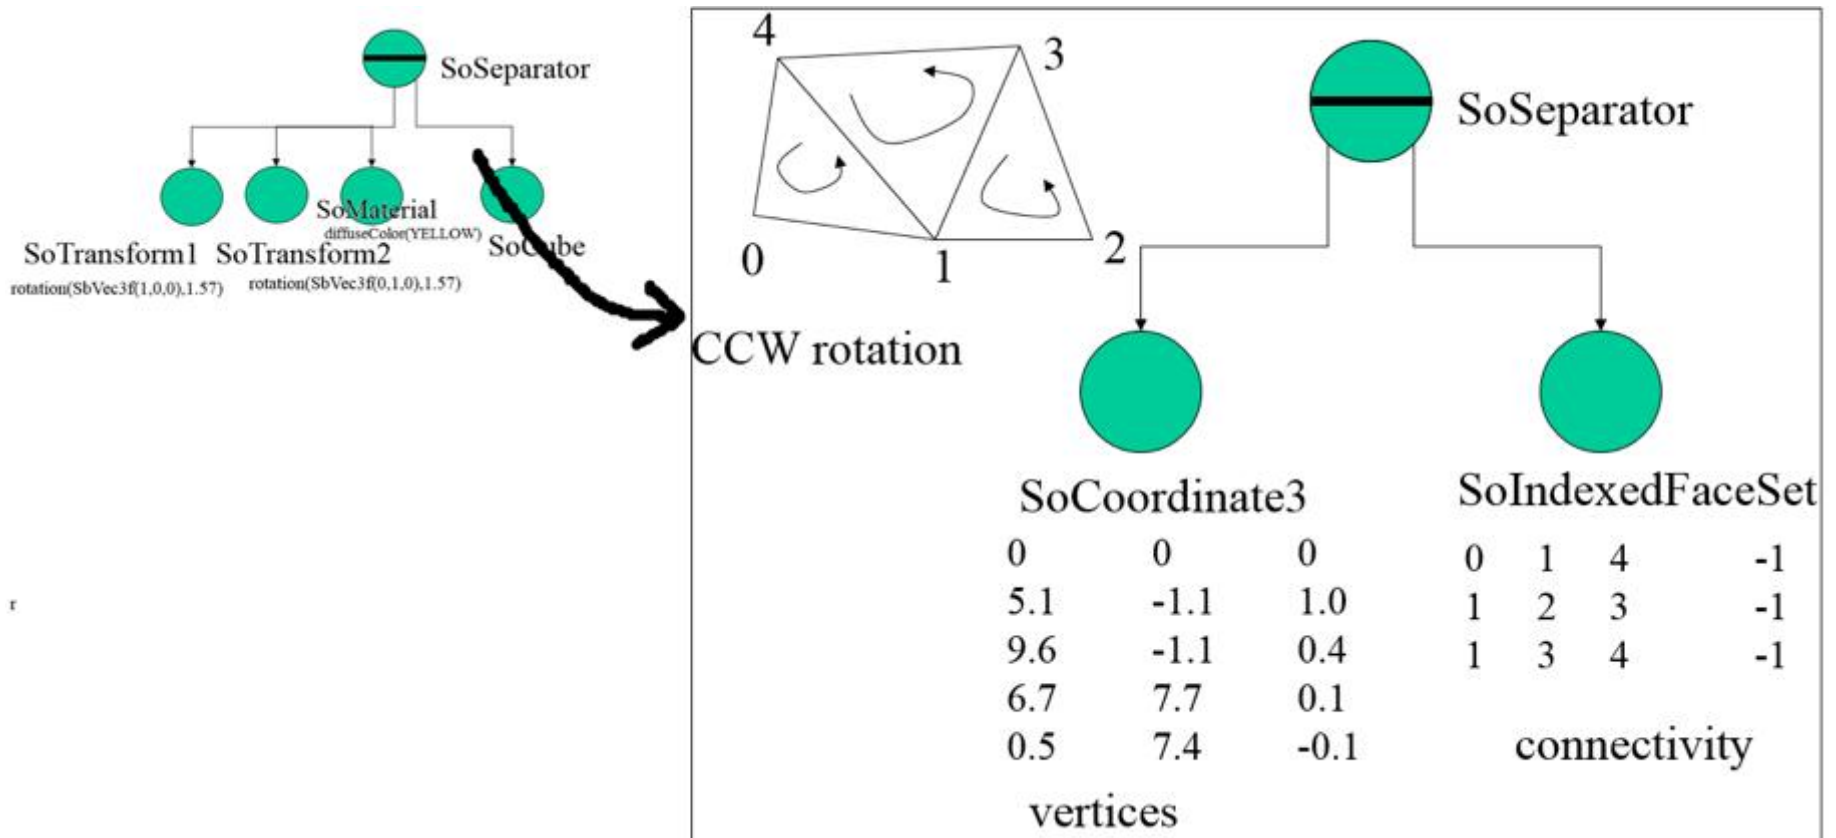 SoSeparator
SoMaterial
diffuseColor(YELLOW)
SoTransform1 SoTransform2 SoCube
rotation(SbVec3f(1,0,0),1.57) rotation(SbVec3f(0,1,0),1.57)
r
4
3
0
1
2
CCW rotation
SoSeparator
SoCoordinate3
0 0 0
5.1 -1.1 1.0
9.6 -1.1 0.4
6.7 7.7 0.1
0.5 7.4 -0.1
vertices
SoIndexedFaceSet
0 1 4 -1
1 2 3 -1
1 3 4 -1
connectivity